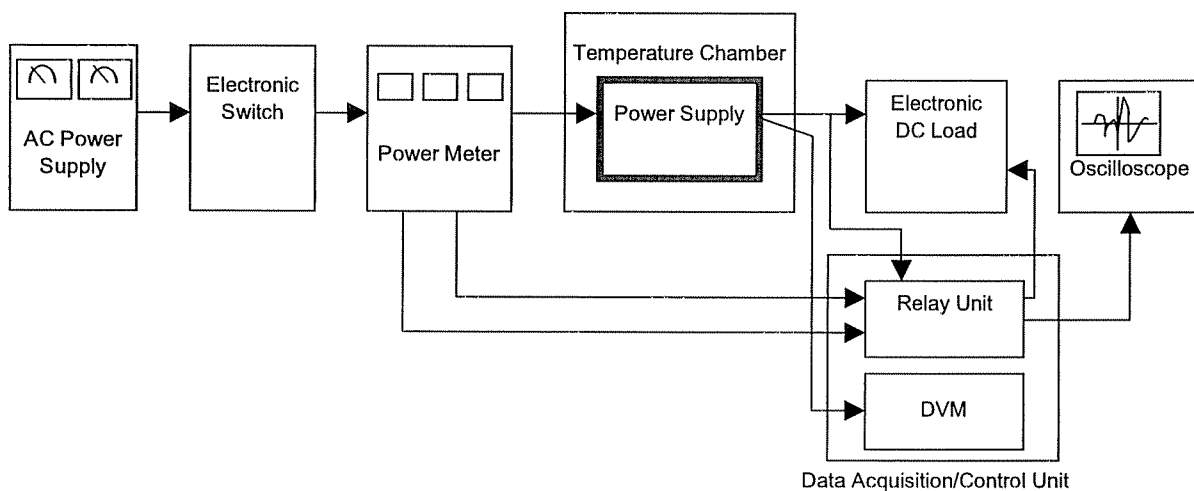 AC Power
Supply
Electronic
Switch
Power Meter
Temperature Chamber
Power Supply
Electronic
DC Load
Oscilloscope
Relay Unit
DVM
Data Acquisition/Control Unit